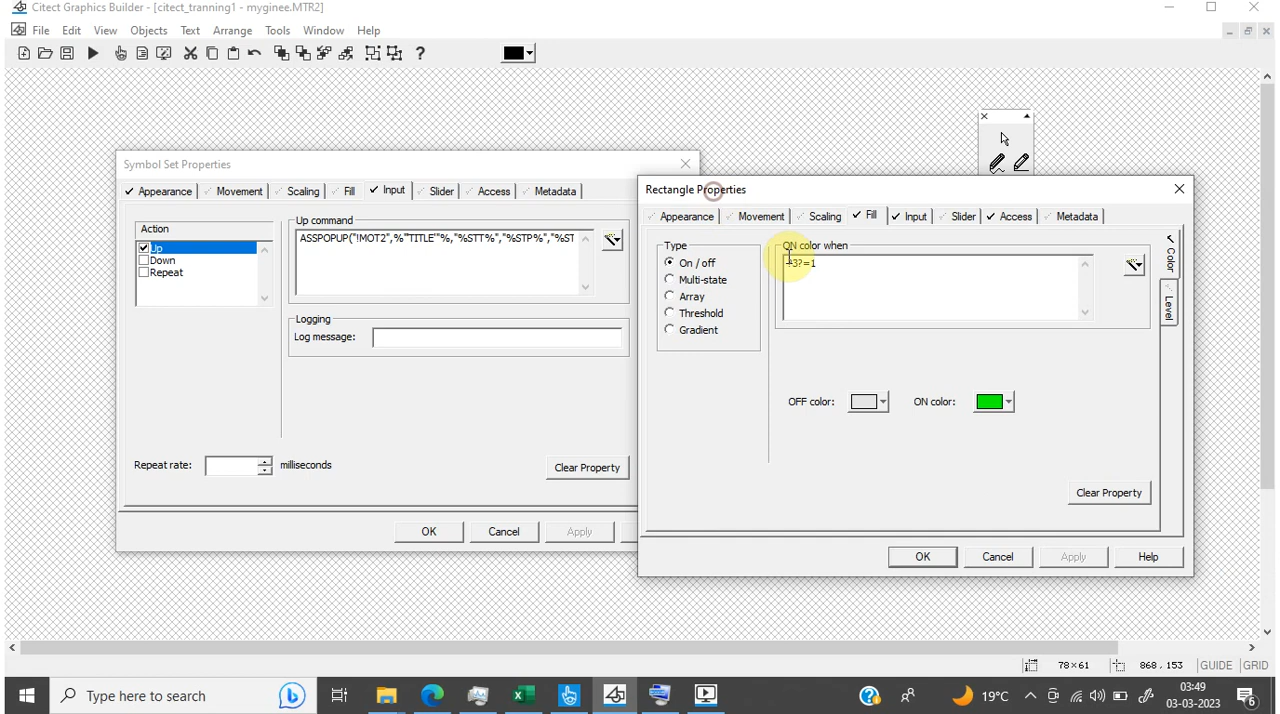 Citect Graphics Builder - [citect_tranning1 - myginee.MTR2]
File Edit View Objects Text Arrange Tools Window Help
Symbol Set Properties
Appearance Movement Scaling Fill Input Slider Access Metadata
Action
Up
Down
Repeat
Up command
ASSPOPUP("!MOT2",%"TITLE"%,"%STT%","%STP%","%ST
Logging
Log message:
Repeat rate: milliseconds
Clear Property
OK Cancel Apply
Rectangle Properties
Appearance Movement Scaling Fill Input Slider Access Metadata
Type
On / off
Multi-state
Array
Threshold
Gradient
ON color when
3?=1
Color
Level
OFF color: ON color:
Clear Property
OK Cancel Apply Help
78×61 868, 153 GUIDE GRID
Type here to search
19°C
03:49
03-03-2023
6